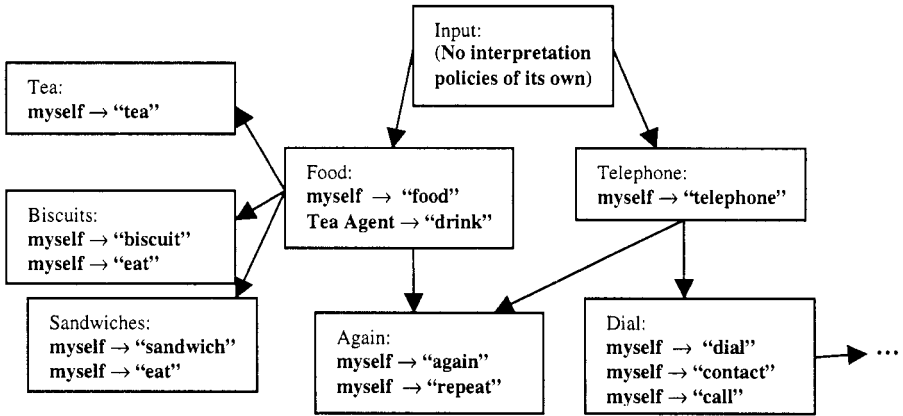 Input:
(No interpretation
policies of its own)
Tea:
myself → “tea”
Food:
myself → “food”
Tea Agent → “drink”
Telephone:
myself → “telephone”
Biscuits:
myself → “biscuit”
myself → “eat”
Sandwiches:
myself → “sandwich”
myself → “eat”
Again:
myself → “again”
myself → “repeat”
Dial:
myself → “dial”
myself → “contact”
myself → “call”
...